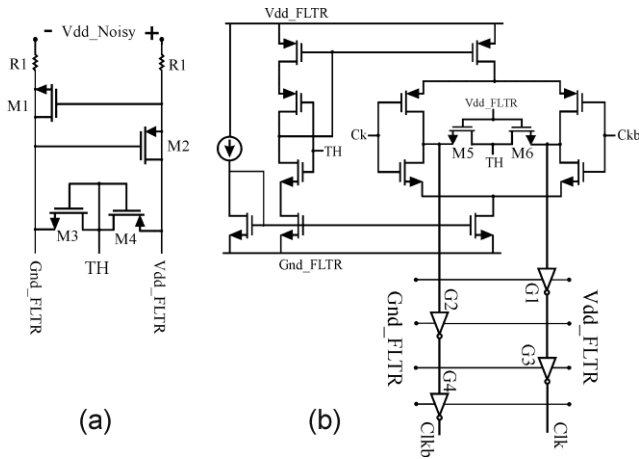 - Vdd_Noisy +
R1
R1
M1
M2
M3
M4
Gnd_FLTR
TH
Vdd_FLTR
(a)
Vdd_FLTR
TH
Ck
Vdd_FLTR
M5
TH
M6
Ckb
Gnd_FLTR
G1
G2
G3
G4
Gnd_FLTR
Vdd_FLTR
Clkb
Clk
(b)